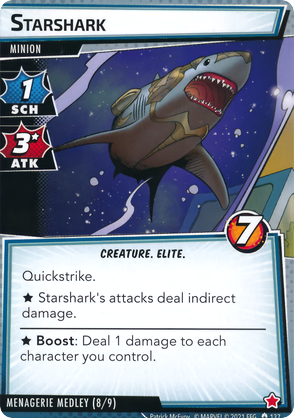 STARSHARK
MINION
1
SCH
3★
ATK
7
CREATURE. ELITE.
Quickstrike.
★ Starshark's attacks deal indirect
damage.
★ Boost: Deal 1 damage to each
character you control.
MENAGERIE MEDLEY (8/9)
Patrick McEvoy. © MARVEL © 2021 FFG 137